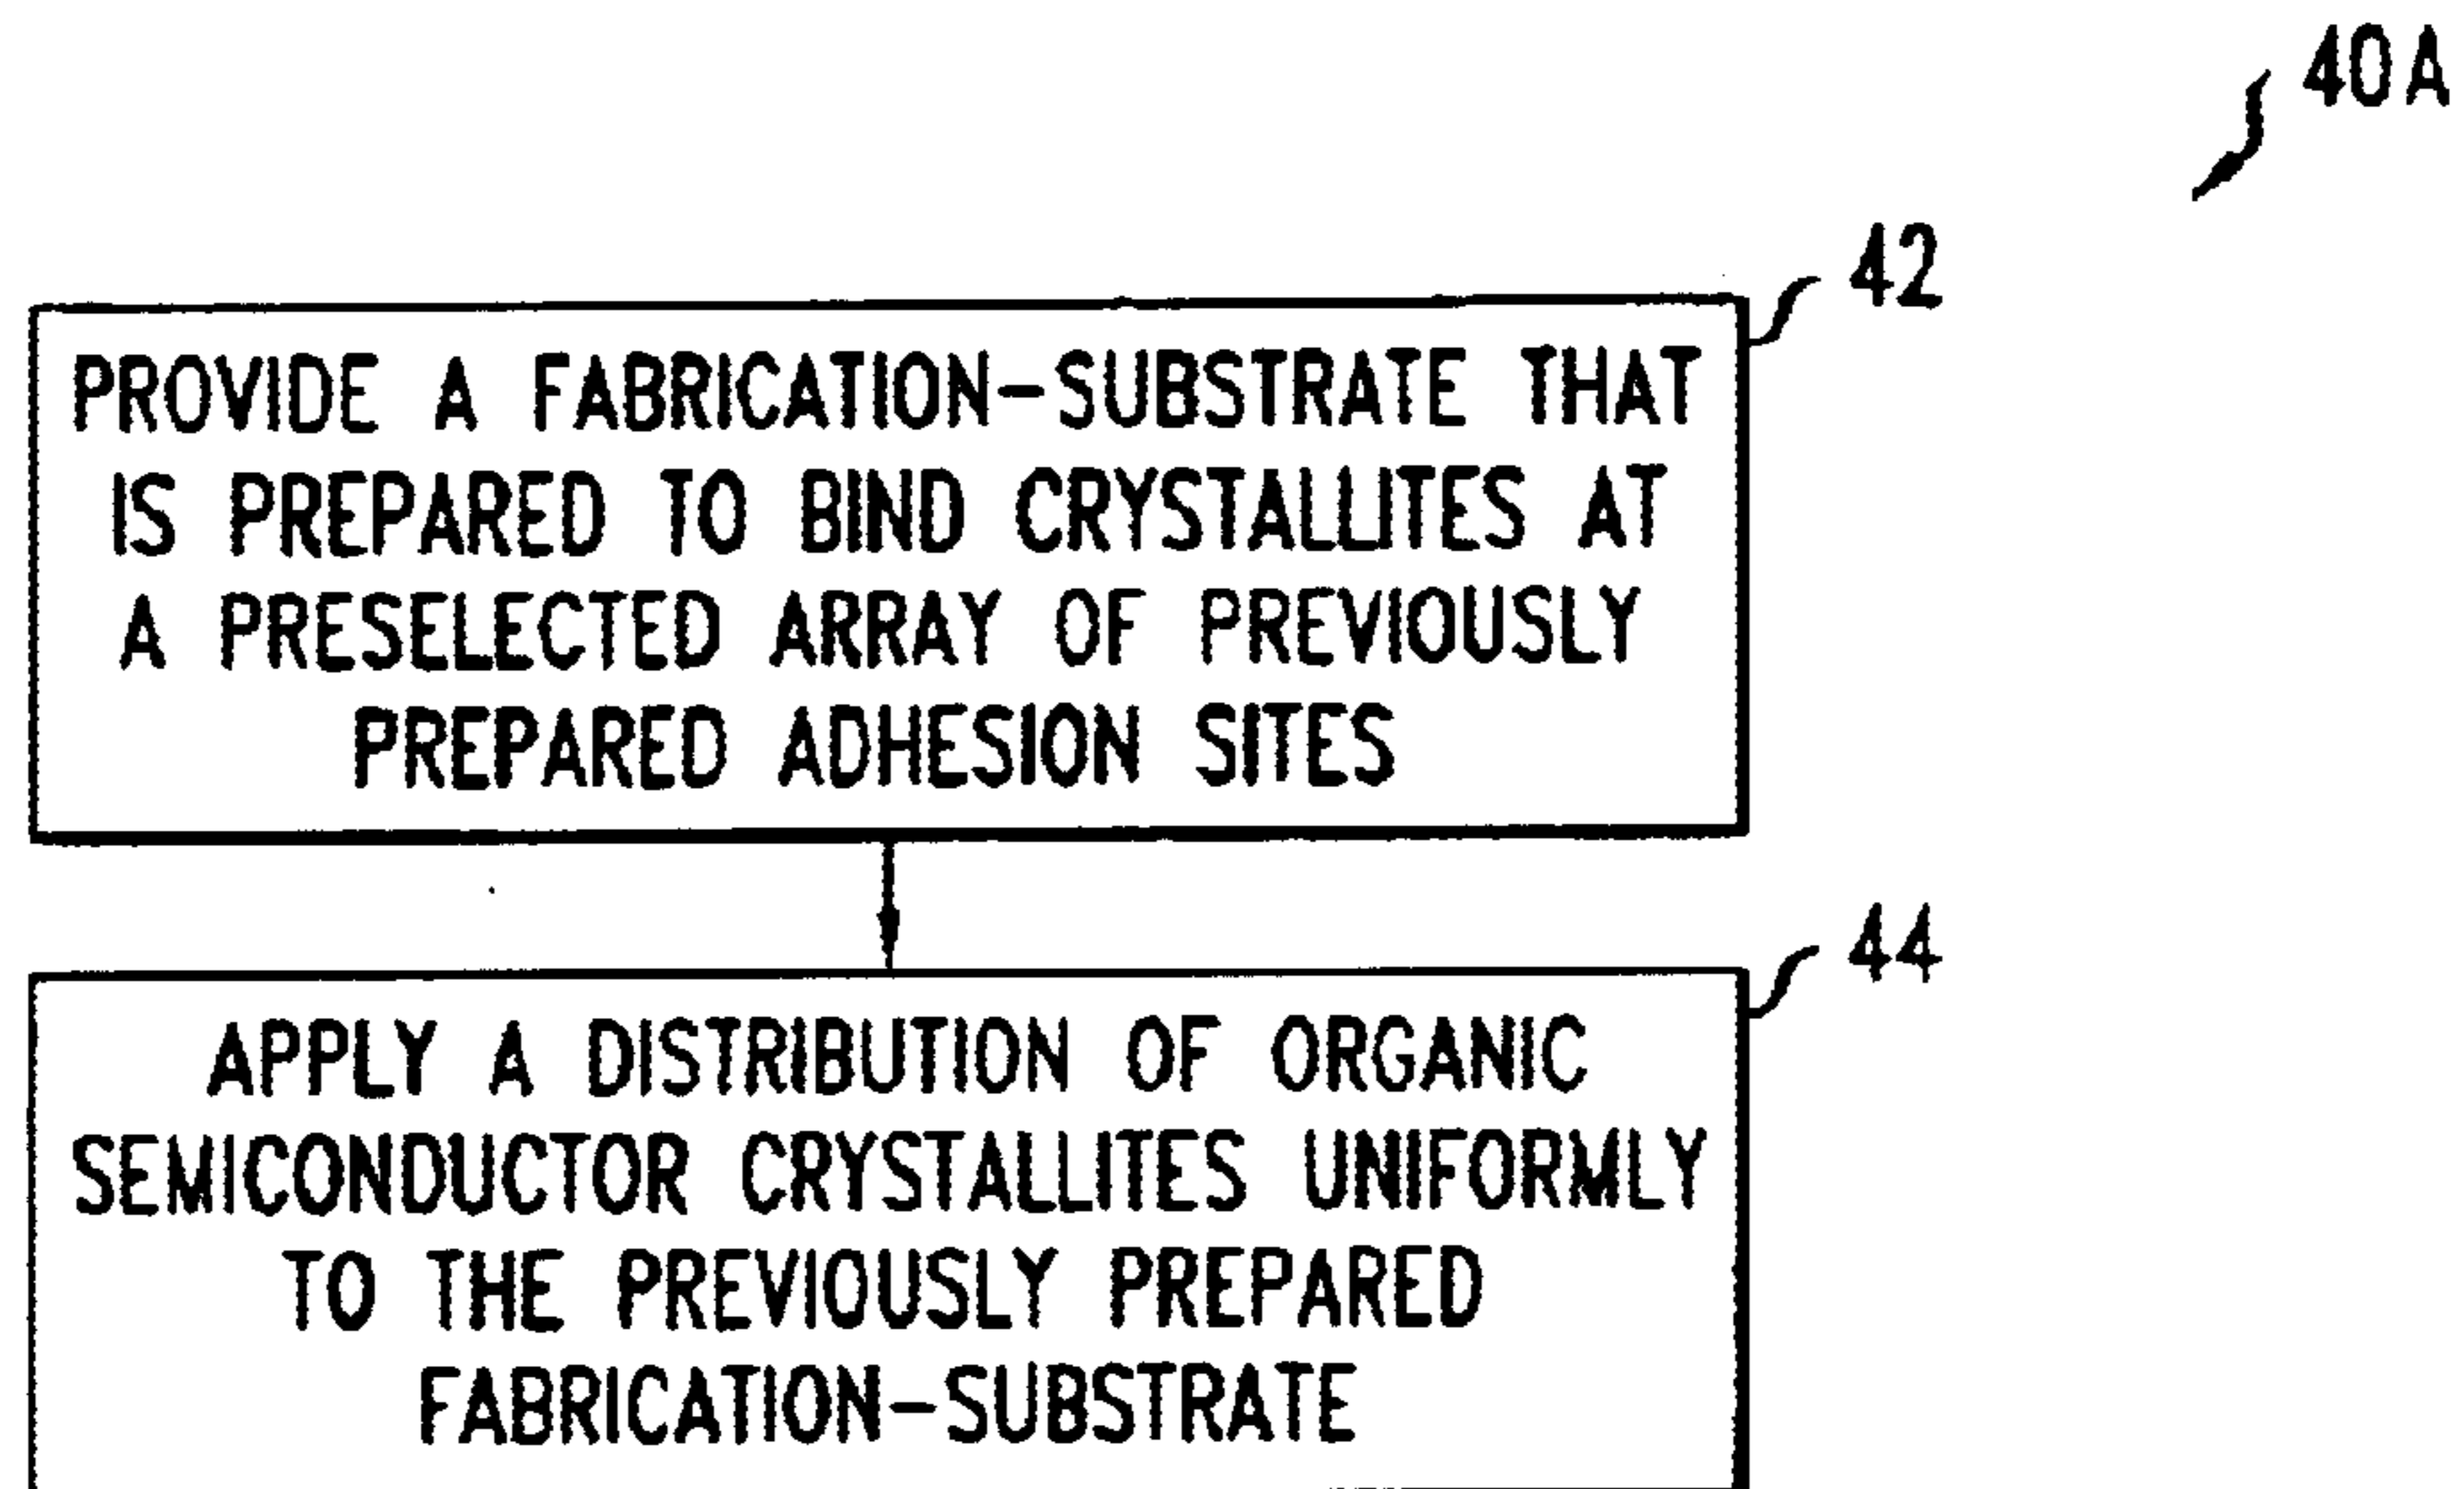 40A
42
PROVIDE A FABRICATION-SUBSTRATE THAT
IS PREPARED TO BIND CRYSTALLITES AT
A PRESELECTED ARRAY OF PREVIOUSLY
PREPARED ADHESION SITES
44
APPLY A DISTRIBUTION OF ORGANIC
SEMICONDUCTOR CRYSTALLITES UNIFORMLY
TO THE PREVIOUSLY PREPARED
FABRICATION-SUBSTRATE